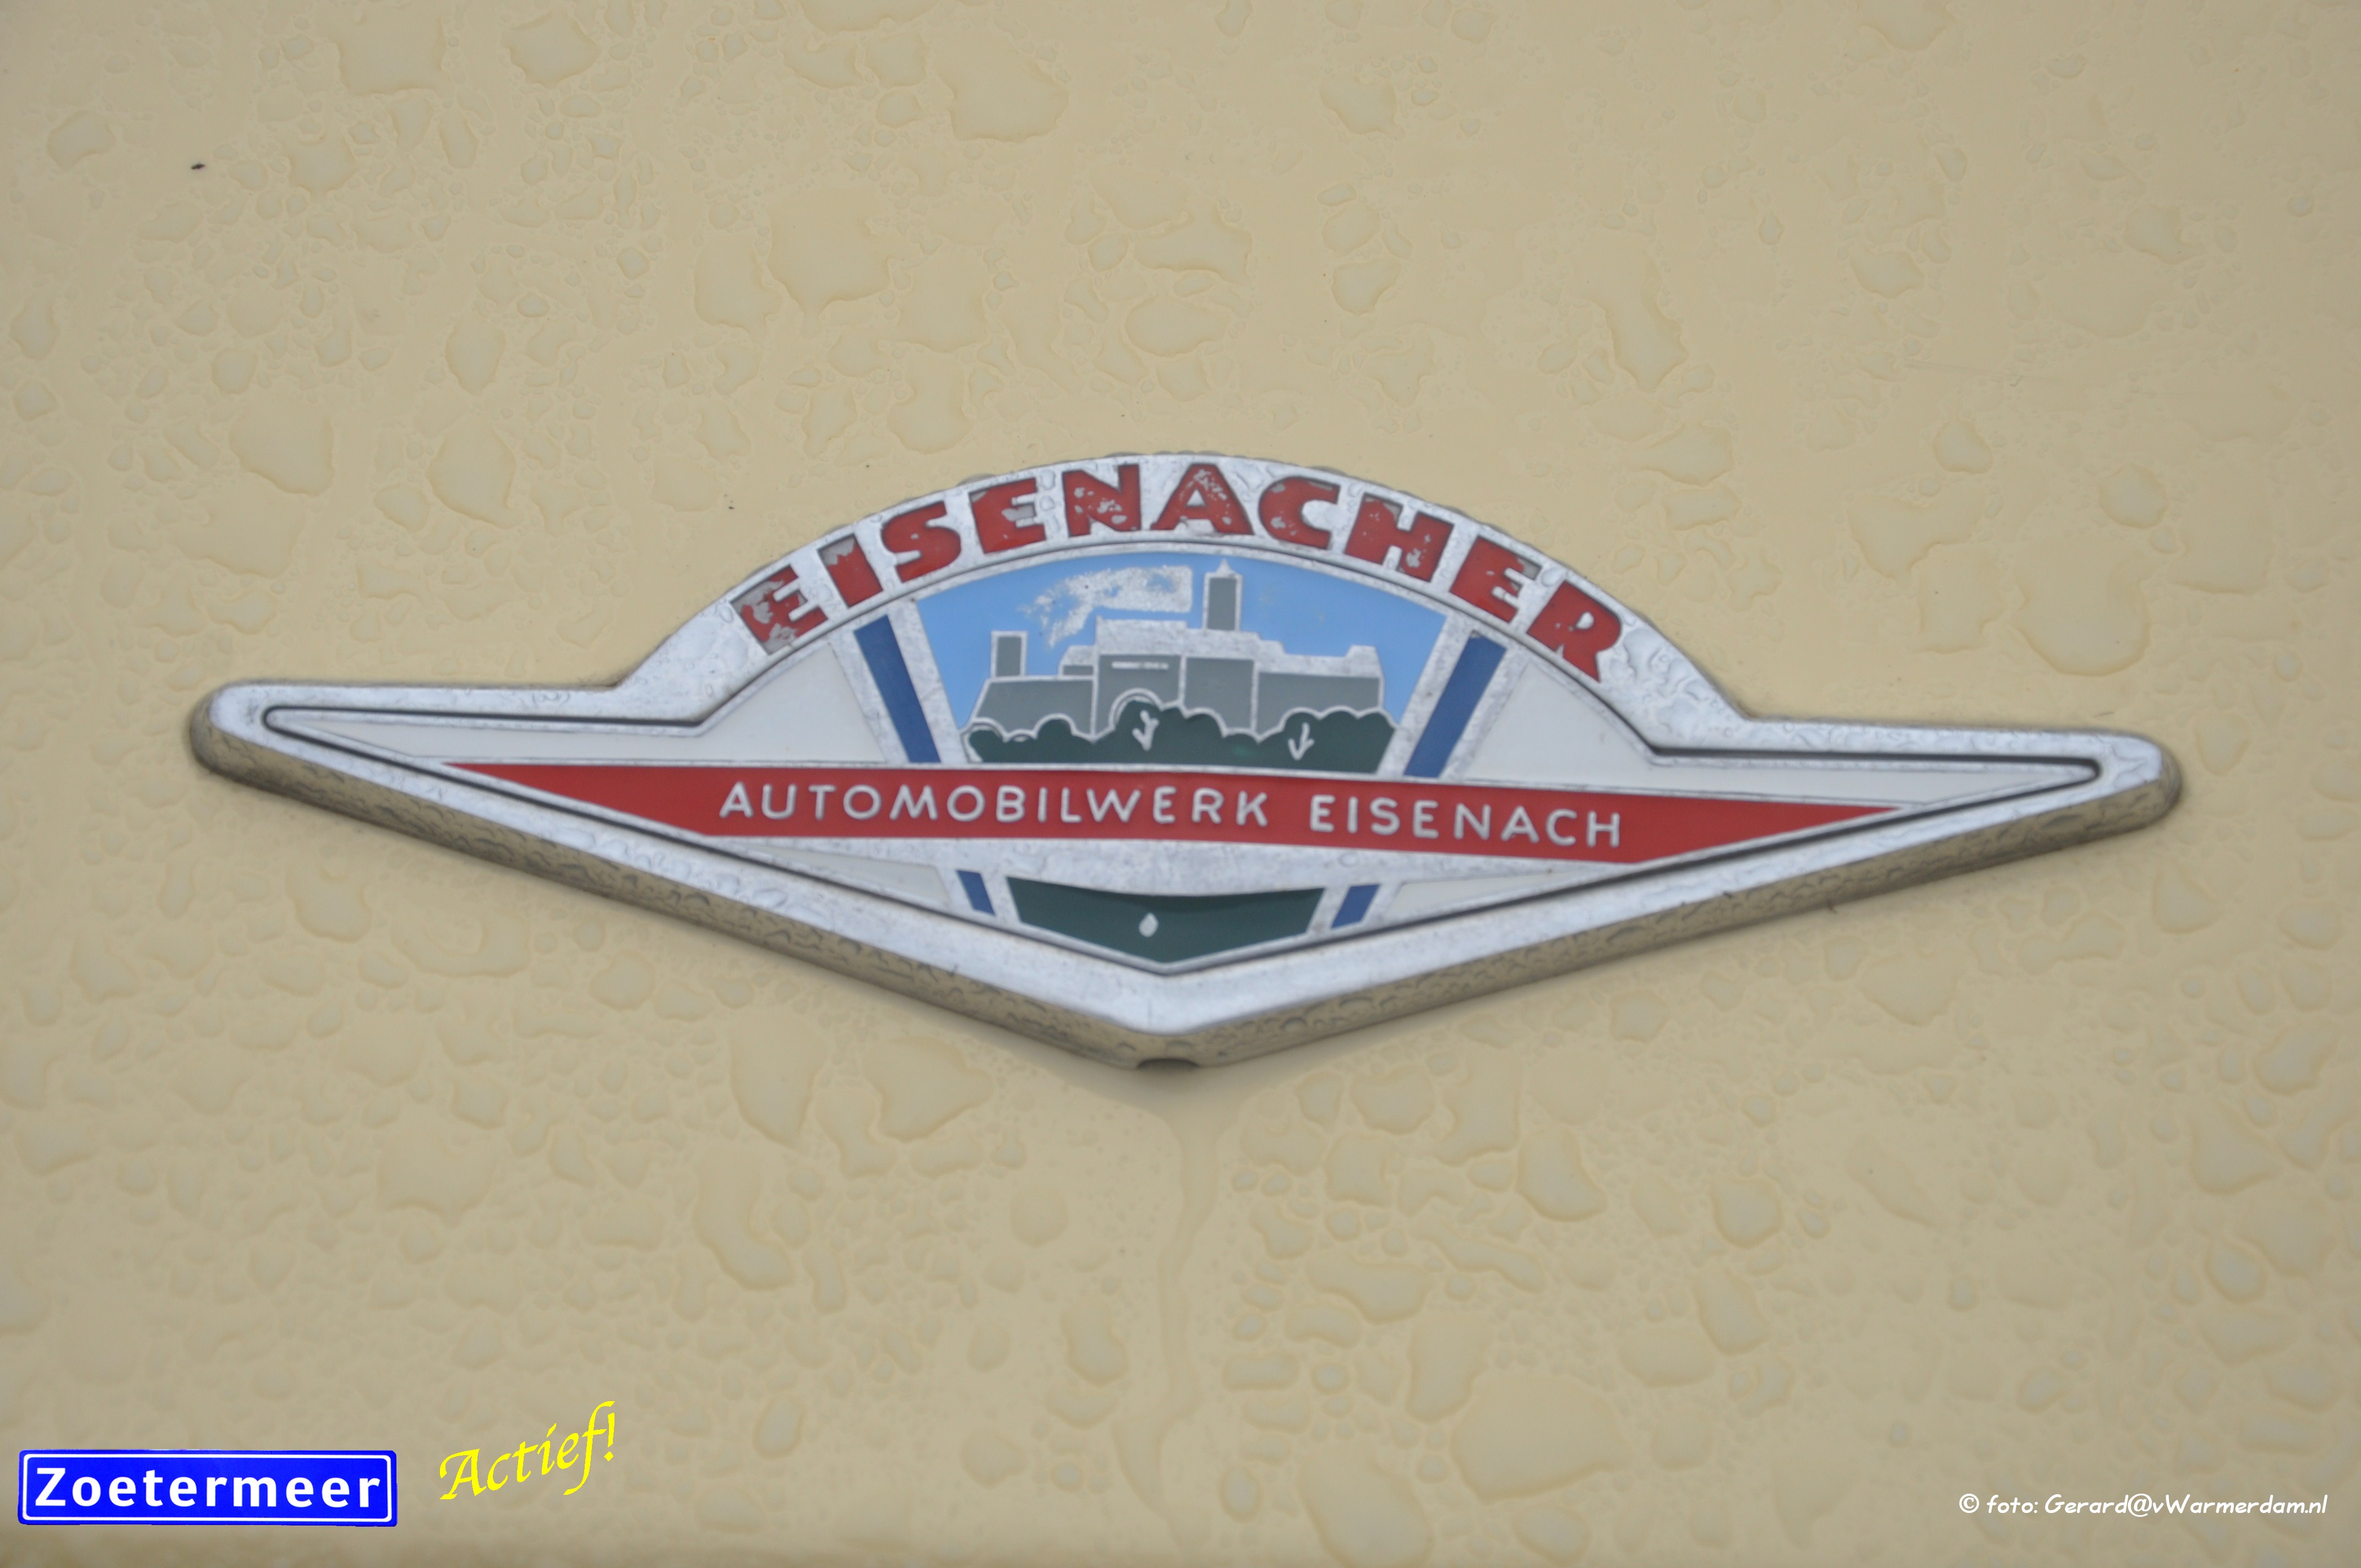 EISENACHER
AUTOMOBILWERK EISENACH
Zoetermeer Actief!
© foto: Gerard@vWarmerdam.nl